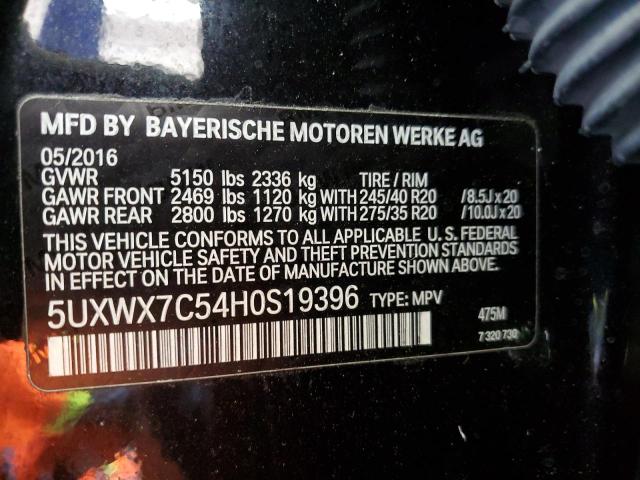 MFD BY BAYERISCHE MOTOREN WERKE AG
05/2016
GVWR 5150 lbs 2336 kg TIRE / RIM
GAWR FRONT 2469 lbs 1120 kg WITH 245/40 R20 /8.5J x 20
GAWR REAR 2800 lbs 1270 kg WITH 275/35 R20 /10.0J x 20
THIS VEHICLE CONFORMS TO ALL APPLICABLE U.S. FEDERAL
MOTOR VEHICLE SAFETY AND THEFT PREVENTION STANDARDS
IN EFFECT ON THE DATE OF MANUFACTURE SHOWN ABOVE.
5UXWX7C54H0S19396 TYPE: MPV
475M
7 320 730